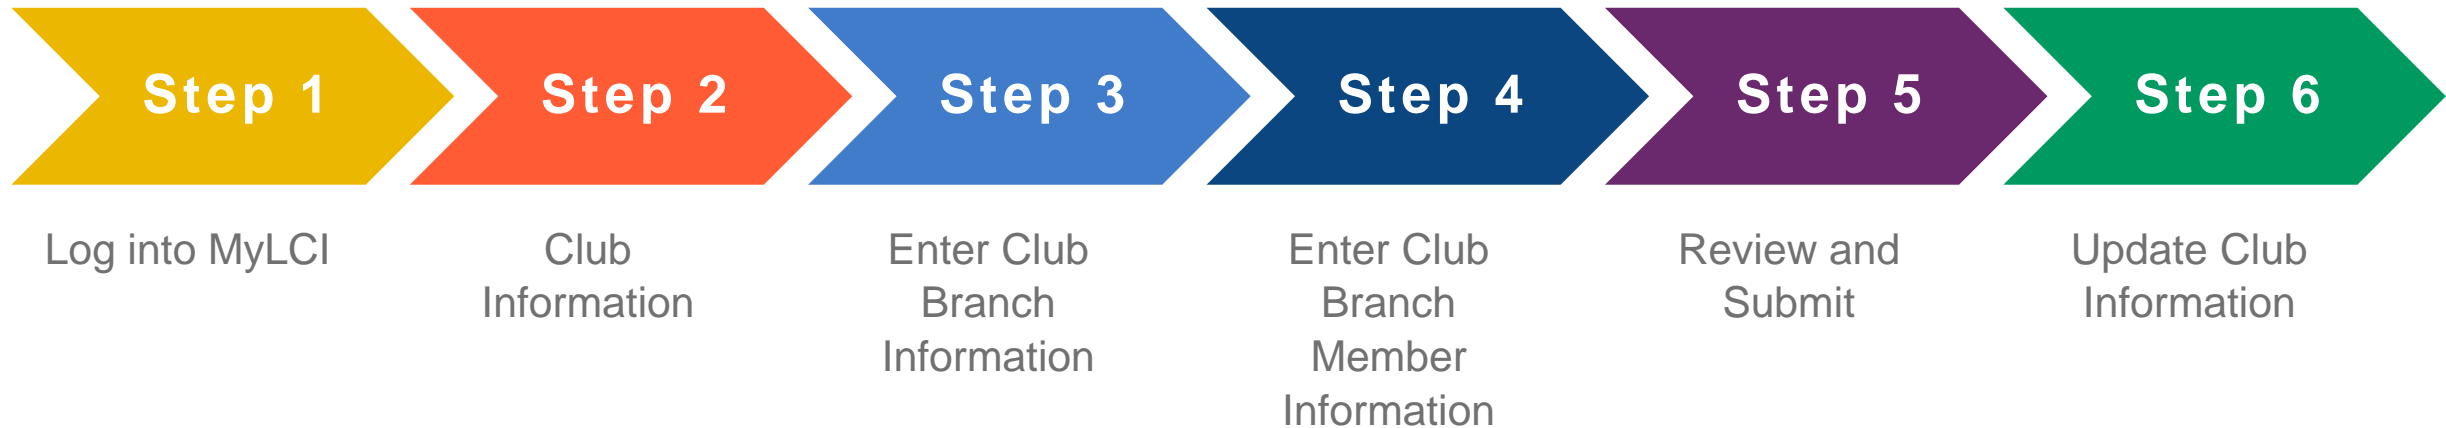 Step 1
Step 2
Step 3
Step 4
Step 5
Step 6
Log into MyLCI
Club
Information
Enter Club
Branch
Information
Enter Club
Branch
Member
Information
Review and
Submit
Update Club
Information